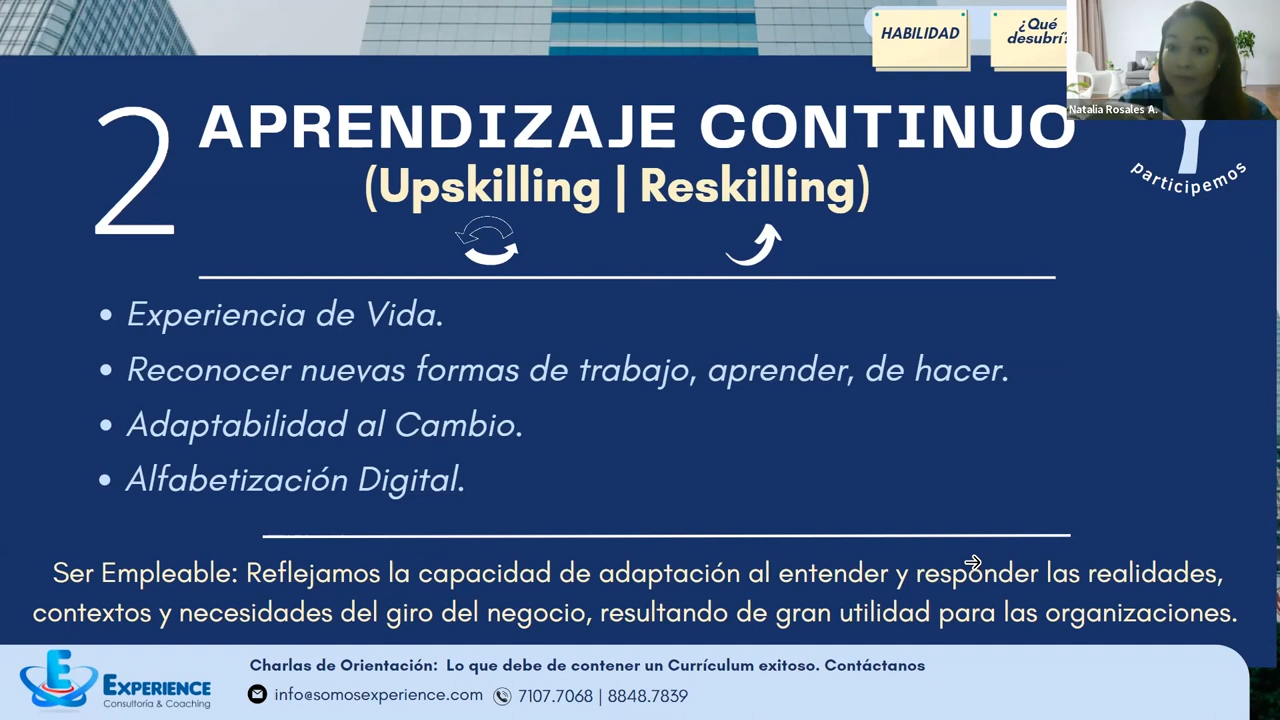 HABILIDAD
¿Qué
desubrí?
Natalia Rosales A.
2
APRENDIZAJE CONTINUO
(Upskilling | Reskilling)
participemos
• Experiencia de Vida.
• Reconocer nuevas formas de trabajo, aprender, de hacer.
• Adaptabilidad al Cambio.
• Alfabetización Digital.
Ser Empleable: Reflejamos la capacidad de adaptación al entender y responder las realidades,
contextos y necesidades del giro del negocio, resultando de gran utilidad para las organizaciones.
E
EXPERIENCE
Consultoría & Coaching
Charlas de Orientación: Lo que debe de contener un Currículum exitoso. Contáctanos
info@somosexperience.com
7107.7068 | 8848.7839